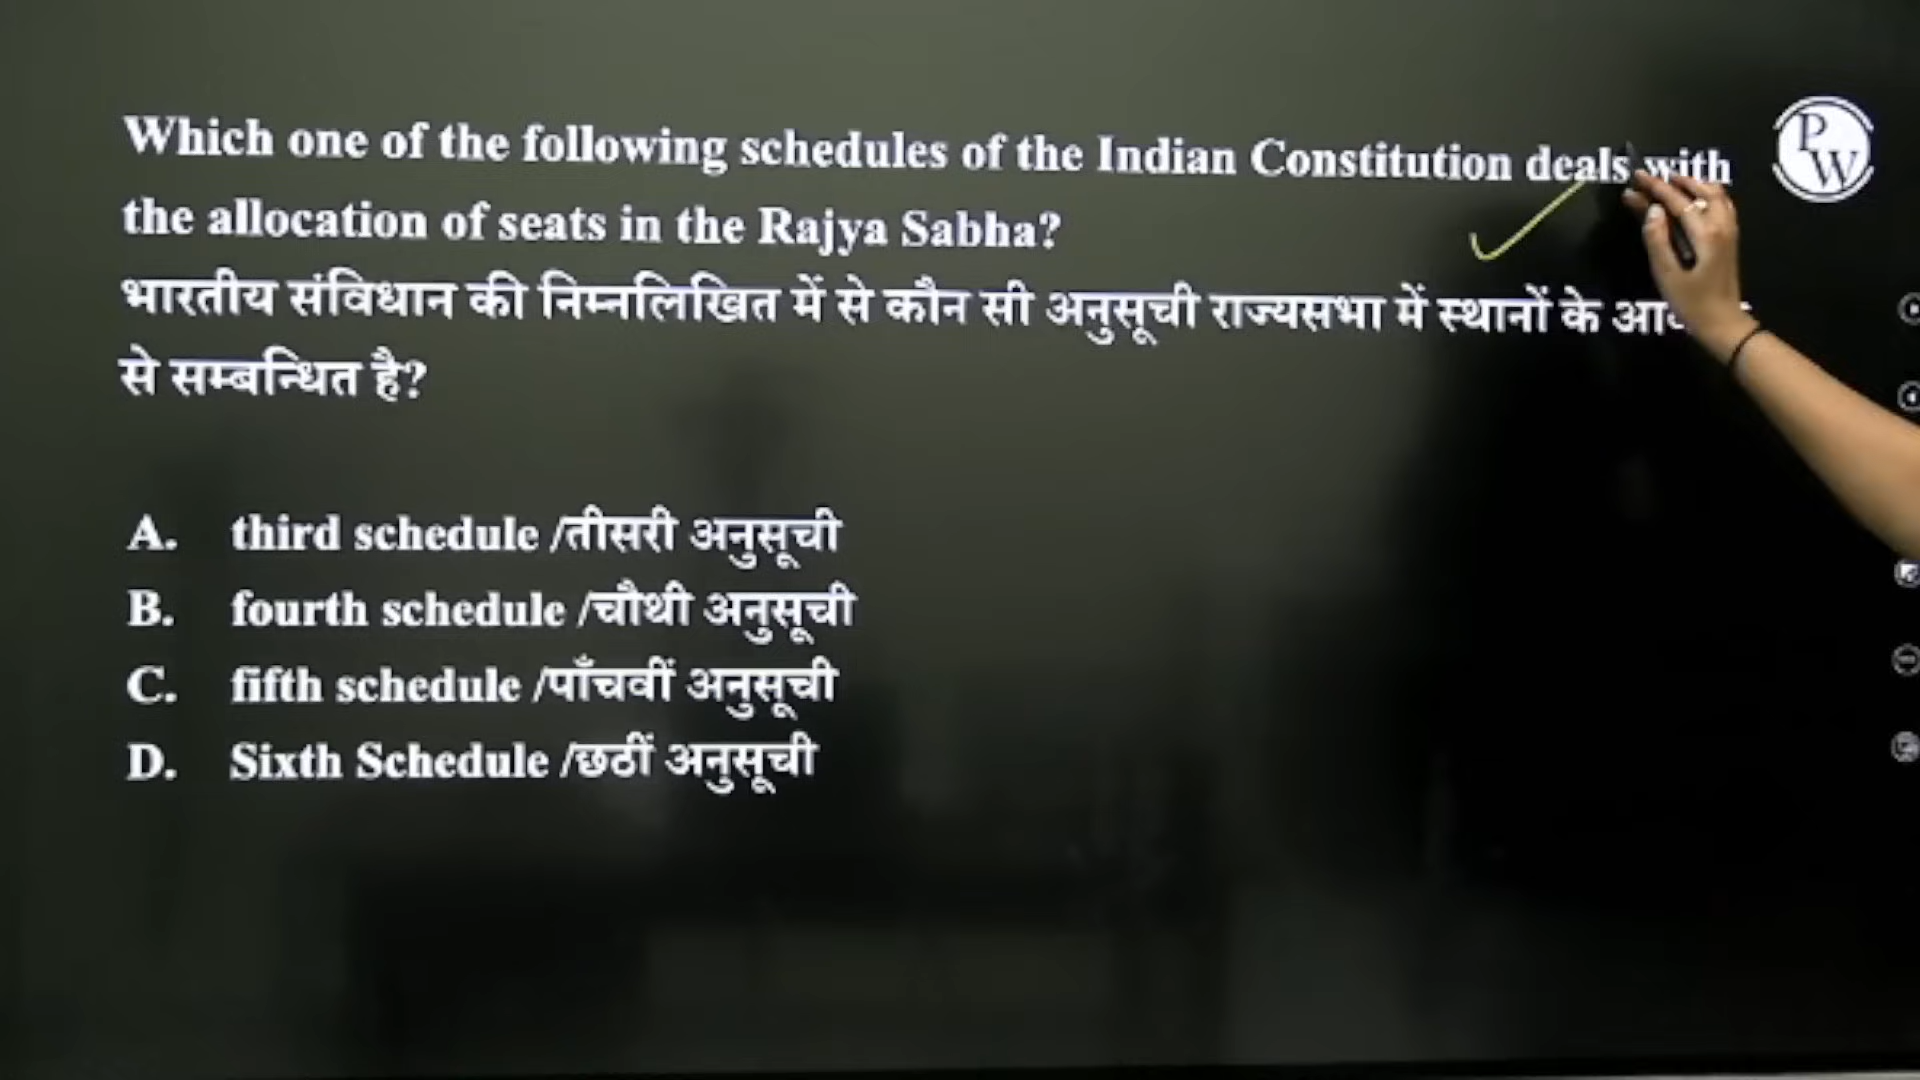 Which one of the following schedules of the Indian Constitution deals with
the allocation of seats in the Rajya Sabha?
भारतीय संविधान की निम्नलिखित में से कौन सी अनुसूची राज्यसभा में स्थानों के
से सम्बन्धित है?
A. third schedule /तीसरी अनुसूची
B. fourth schedule /चौथी अनुसूची
C. fifth schedule /पाँचवीं अनुसूची
D. Sixth Schedule /छठीं अनुसूची
PW